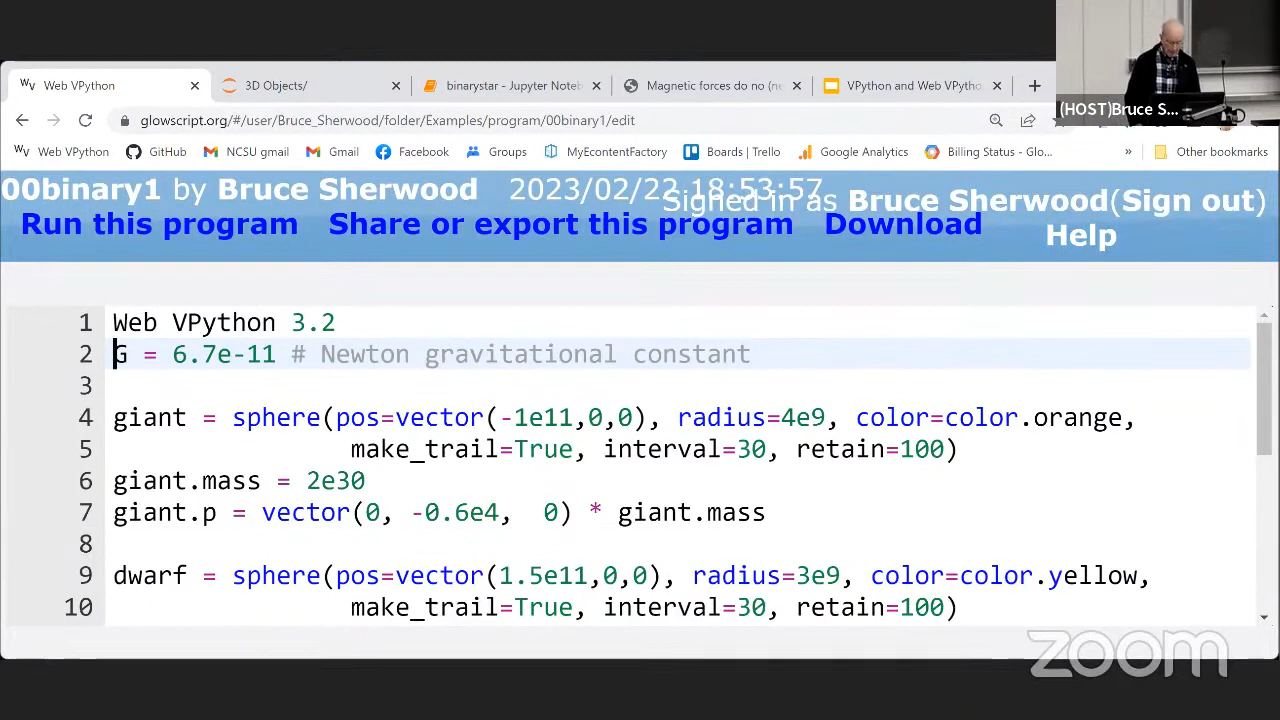 Web VPython
3D Objects/
binarystar - Jupyter Noteb
Magnetic forces do no (ne
VPython and Web VPytho
(HOST)Bruce S...
glowscript.org/#/user/Bruce_Sherwood/folder/Examples/program/00binary1/edit
Web VPython GitHub NCSU gmail Gmail Facebook Groups MyEcontentFactory Boards | Trello Google Analytics Billing Status - Glo... » Other bookmarks
00binary1 by Bruce Sherwood 2023/02/22 18:53:57
Signed in as Bruce Sherwood(Sign out)
Run this program Share or export this program Download
Help
1 Web VPython 3.2
2 G = 6.7e-11 # Newton gravitational constant
3
4 giant = sphere(pos=vector(-1e11,0,0), radius=4e9, color=color.orange,
5 make_trail=True, interval=30, retain=100)
6 giant.mass = 2e30
7 giant.p = vector(0, -0.6e4, 0) * giant.mass
8
9 dwarf = sphere(pos=vector(1.5e11,0,0), radius=3e9, color=color.yellow,
10 make_trail=True, interval=30, retain=100)
zoom